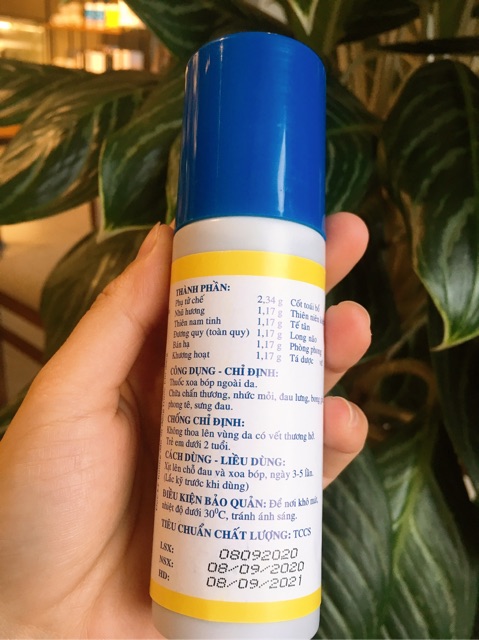 THÀNH PHẦN:
Phụ tử chế 2,34 g Cốt toái bổ
Nhũ hương 1,17 g Thiên niên
Thiên nam tinh 1,17 g Tế tân
Đương quy (toàn quy) 1,17 g Long não
Bán hạ 1,17 g Phòng phong
Khương hoạt 1,17 g Tá dược
CÔNG DỤNG - CHỈ ĐỊNH:
Thuốc xoa bóp ngoài da.
Chữa chấn thương, nhức mỏi, đau lưng, bong
phong tê, sưng đau.
CHỐNG CHỈ ĐỊNH:
Không thoa lên vùng da có vết thương hở.
Trẻ em dưới 2 tuổi.
CÁCH DÙNG - LIỀU DÙNG:
Xịt lên chỗ đau và xoa bóp, ngày 3-5 lần.
(Lắc kỹ trước khi dùng)
ĐIỀU KIỆN BẢO QUẢN: Để nơi khô mát,
nhiệt độ dưới 30⁰C, tránh ánh sáng.
TIÊU CHUẨN CHẤT LƯỢNG: TCCS
LSX: 08092020
NSX: 08/09/2020
HD: 08/09/2021